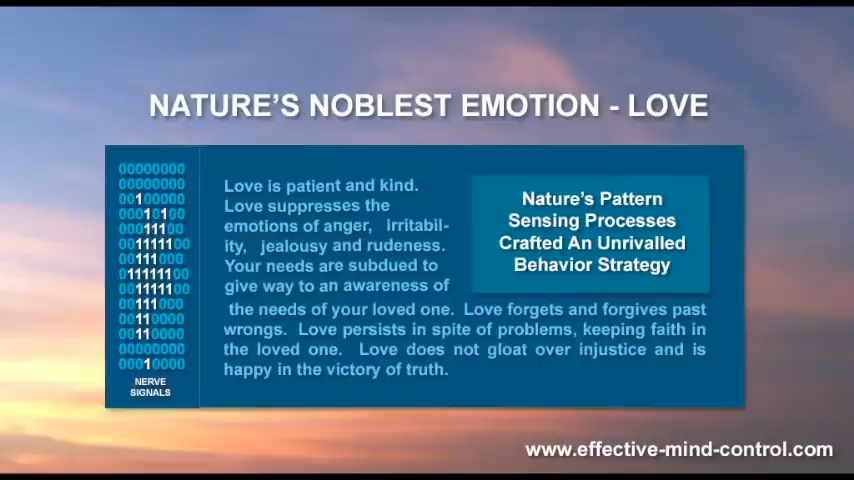 NATURE'S NOBLEST EMOTION - LOVE
00000000
00000000
00100000
00010100
00011100
001111100
00111000
011111100
001111100
00111000
00110000
00110000
00000000
00010000
NERVE
SIGNALS
Love is patient and kind.
Love suppresses the
emotions of anger, irritabil-
ity, jealousy and rudeness.
Your needs are subdued to
give way to an awareness of
the needs of your loved one. Love forgets and forgives past
wrongs. Love persists in spite of problems, keeping faith in
the loved one. Love does not gloat over injustice and is
happy in the victory of truth.
Nature's Pattern
Sensing Processes
Crafted An Unrivalled
Behavior Strategy
www.effective-mind-control.com